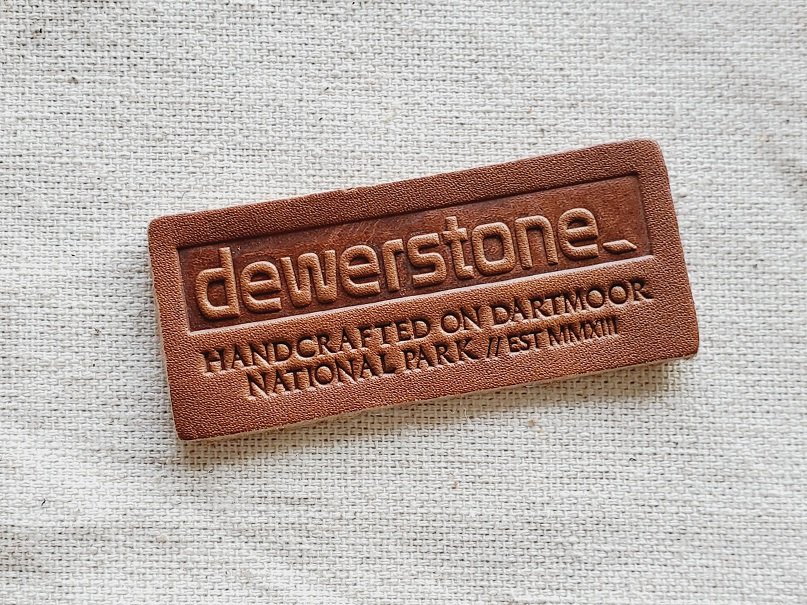 dewerstone
HANDCRAFTED ON DARTMOOR
NATIONAL PARK // EST MMXIII